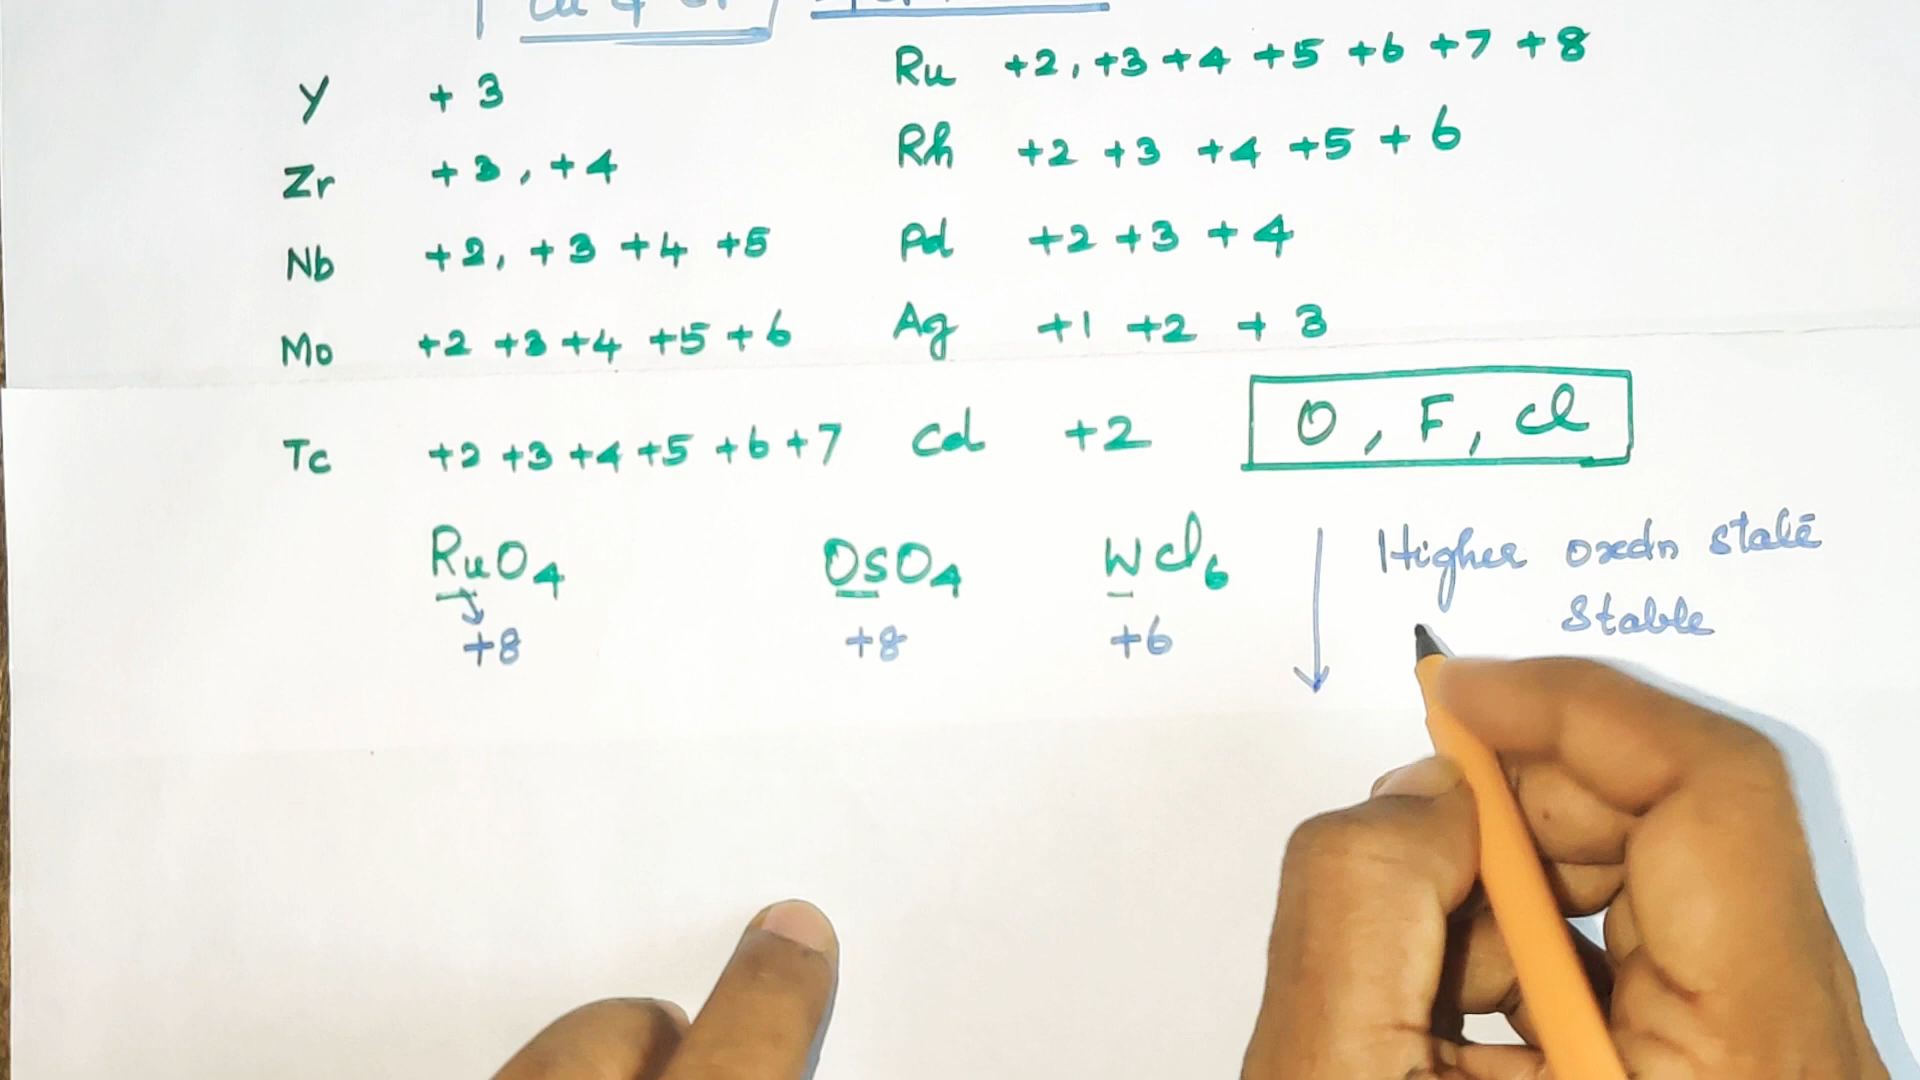 Y +3
Zr +3, +4
Nb +2, +3 +4 +5
Mo +2 +3 +4 +5 +6
Tc +2 +3 +4 +5 +6 +7
Ru +2, +3 +4 +5 +6 +7 +8
Rh +2 +3 +4 +5 +6
Pd +2 +3 +4
Ag +1 +2 +3
Cd +2
O, F, Cl
RuO4 OsO4 WCl6
+8 +8 +6
Higher oxdn state
Stable